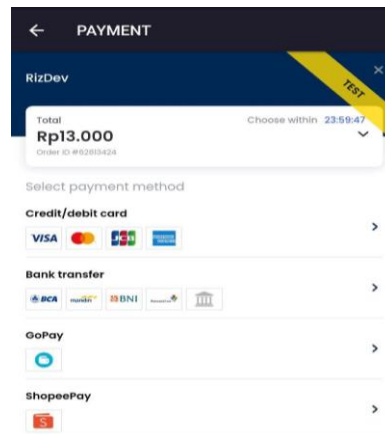 PAYMENT
RizDev
TEST
Total
Choose within 23:59:47
Rp13.000
Order ID #62813424
Select payment method
Credit/debit card
VISA JCB
Bank transfer
BCA mandiri BNI
GoPay
ShopeePay